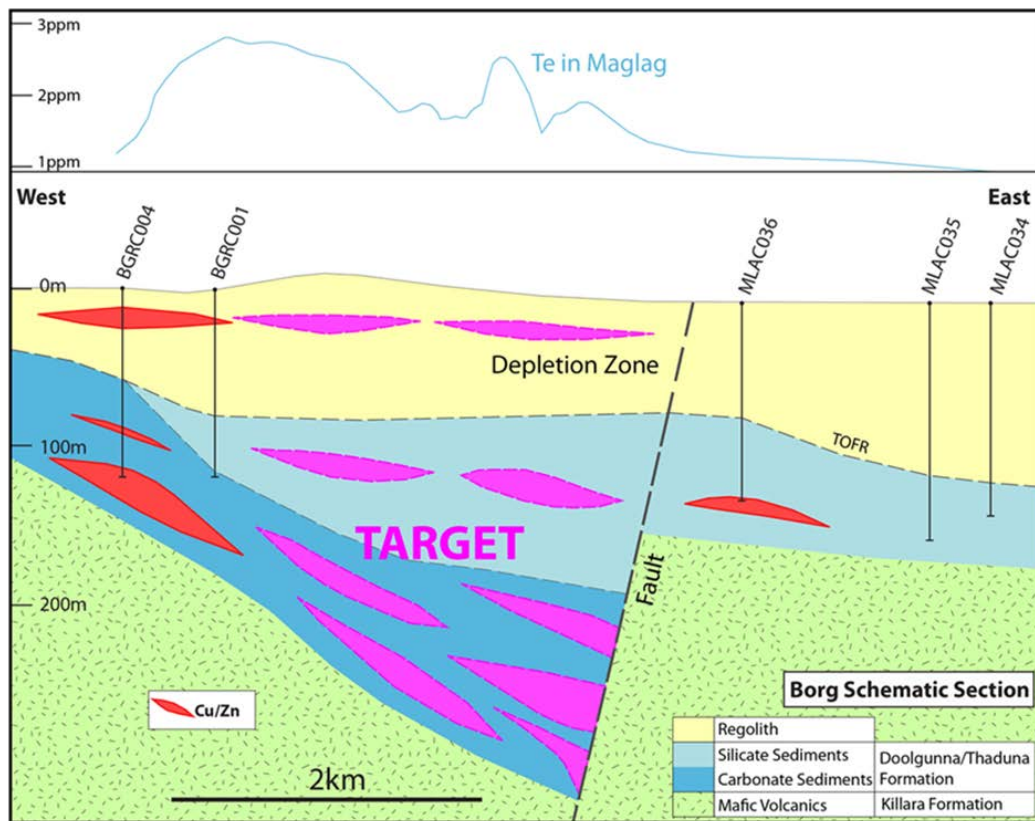 3ppm
2ppm
1ppm
Te in Maglag
West
East
BGRC004
BGRC001
MLAC036
MLAC035
MLAC034
0m
Depletion Zone
100m
TOFR
TARGET
200m
Fault
Cu/Zn
2km
Borg Schematic Section
Regolith
Silicate Sediments
Doolgunna/Thaduna
Carbonate Sediments
Formation
Mafic Volcanics
Killara Formation